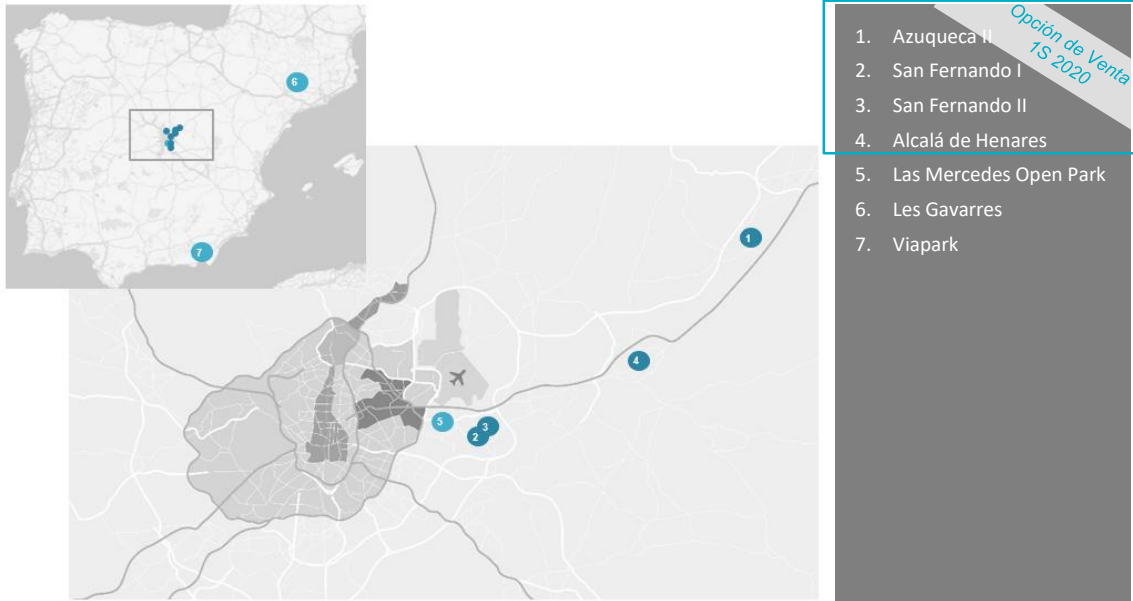 6
7
1
4
5
3
2
1. Azuqueca II
2. San Fernando I
3. San Fernando II
4. Alcalá de Henares
5. Las Mercedes Open Park
6. Les Gavarres
7. Viapark
Opción de Venta
1S 2020